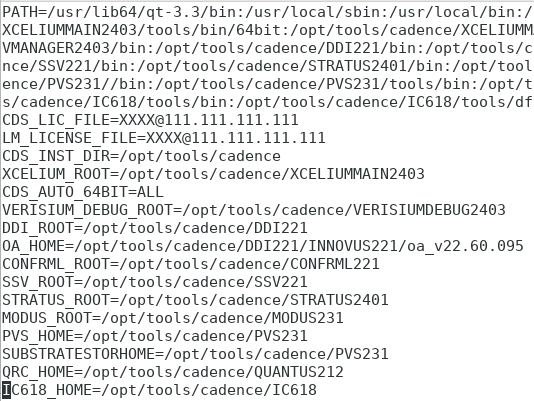 PATH=/usr/lib64/qt-3.3/bin:/usr/local/sbin:/usr/local/bin:/
XCELIUMMAIN2403/tools/bin/64bit:/opt/tools/cadence/XCELIUMM
VMANAGER2403/bin:/opt/tools/cadence/DDI221/bin:/opt/tools/c
nce/SSV221/bin:/opt/tools/cadence/STRATUS2401/bin:/opt/tool
ence/PVS231//bin:/opt/tools/cadence/PVS231/tools/bin:/opt/t
s/cadence/IC618/tools/bin:/opt/tools/cadence/IC618/tools/df
CDS_LIC_FILE=XXXX@111.111.111.111
LM_LICENSE_FILE=XXXX@111.111.111.111
CDS_INST_DIR=/opt/tools/cadence
XCELIUM_ROOT=/opt/tools/cadence/XCELIUMMAIN2403
CDS_AUTO_64BIT=ALL
VERISIUM_DEBUG_ROOT=/opt/tools/cadence/VERISIUMDEBUG2403
DDI_ROOT=/opt/tools/cadence/DDI221
OA_HOME=/opt/tools/cadence/DDI221/INNOVUS221/oa_v22.60.095
CONFRML_ROOT=/opt/tools/cadence/CONFRML221
SSV_ROOT=/opt/tools/cadence/SSV221
STRATUS_ROOT=/opt/tools/cadence/STRATUS2401
MODUS_ROOT=/opt/tools/cadence/MODUS231
PVS_HOME=/opt/tools/cadence/PVS231
SUBSTRATESTORHOME=/opt/tools/cadence/PVS231
QRC_HOME=/opt/tools/cadence/QUANTUS212
IC618_HOME=/opt/tools/cadence/IC618